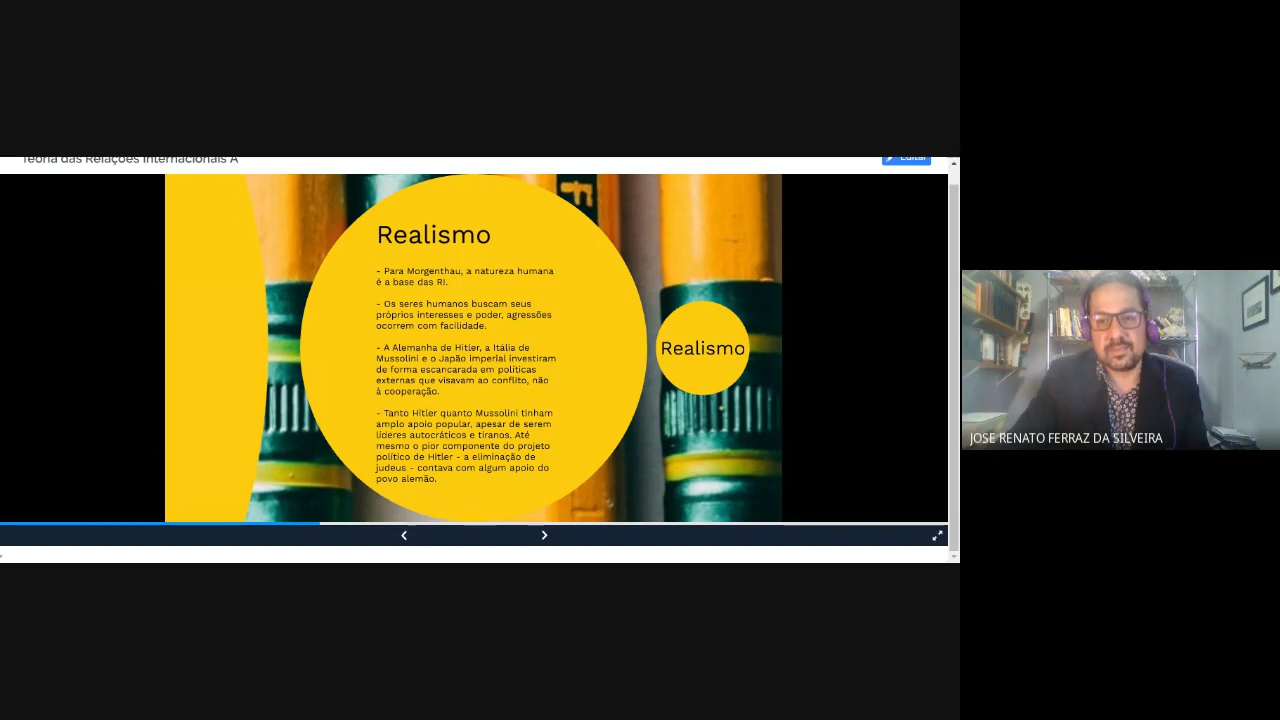 Teoria das Relações Internacionais A
Editar
Realismo
- Para Morgenthau, a natureza humana
é a base das RI.
- Os seres humanos buscam seus
próprios interesses e poder, agressões
ocorrem com facilidade.
- A Alemanha de Hitler, a Itália de
Mussolini e o Japão imperial investiram
de forma escancarada em políticas
externas que visavam ao conflito, não
à cooperação.
- Tanto Hitler quanto Mussolini tinham
amplo apoio popular, apesar de serem
líderes autocráticos e tiranos. Até
mesmo o pior componente do projeto
político de Hitler - a eliminação de
judeus - contava com algum apoio do
povo alemão.
Realismo
F
JOSE RENATO FERRAZ DA SILVEIRA